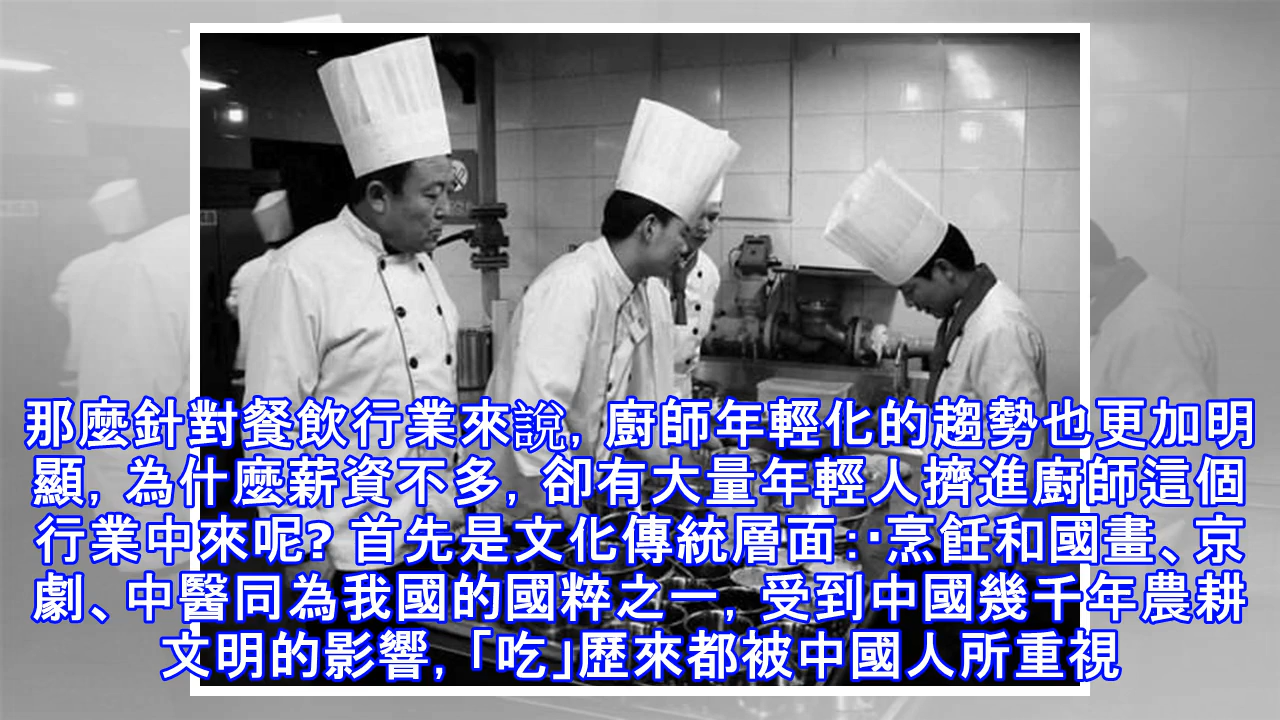 那麼針對餐飲行業來說, 廚師年輕化的趨勢也更加明
顯, 為什麼薪資不多, 卻有大量年輕人擠進廚師這個
行業中來呢? 首先是文化傳統層面:·烹飪和國畫、京
劇、中醫同為我國的國粹之一, 受到中國幾千年農耕
文明的影響,「吃」歷來都被中國人所重視